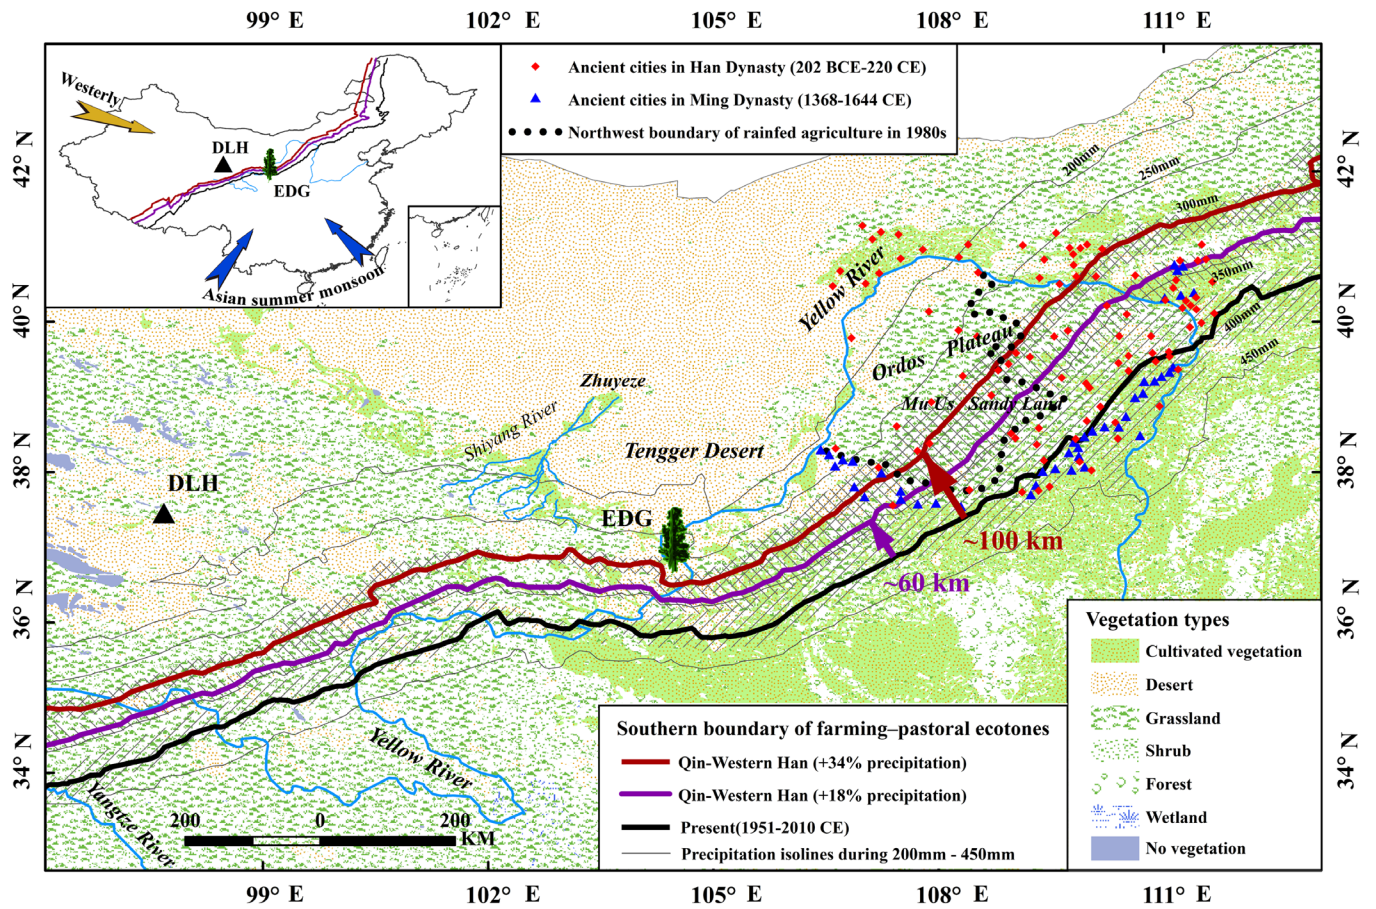 99° E
102° E
105° E
108° E
111° E
Westerly
DLH
EDG
Asian summer monsoon
Ancient cities in Han Dynasty (202 BCE-220 CE)
Ancient cities in Ming Dynasty (1368-1644 CE)
Northwest boundary of rainfed agriculture in 1980s
42° N
42° N
200mm
250mm
300mm
350mm
400mm
450mm
Yellow River
40° N
40° N
Ordos Plateau
Mu Us Sandy Land
Zhuyeze
Shiyang River
Tengger Desert
38° N
38° N
DLH
EDG
~100 km
~60 km
36° N
36° N
Vegetation types
Cultivated vegetation
Desert
Grassland
Shrub
Forest
Wetland
No vegetation
Southern boundary of farming–pastoral ecotones
Qin-Western Han (+34% precipitation)
Qin-Western Han (+18% precipitation)
Present(1951-2010 CE)
Precipitation isolines during 200mm - 450mm
34° N
34° N
Yellow River
Yangtze River
200 0 200
KM
99° E
102° E
105° E
108° E
111° E